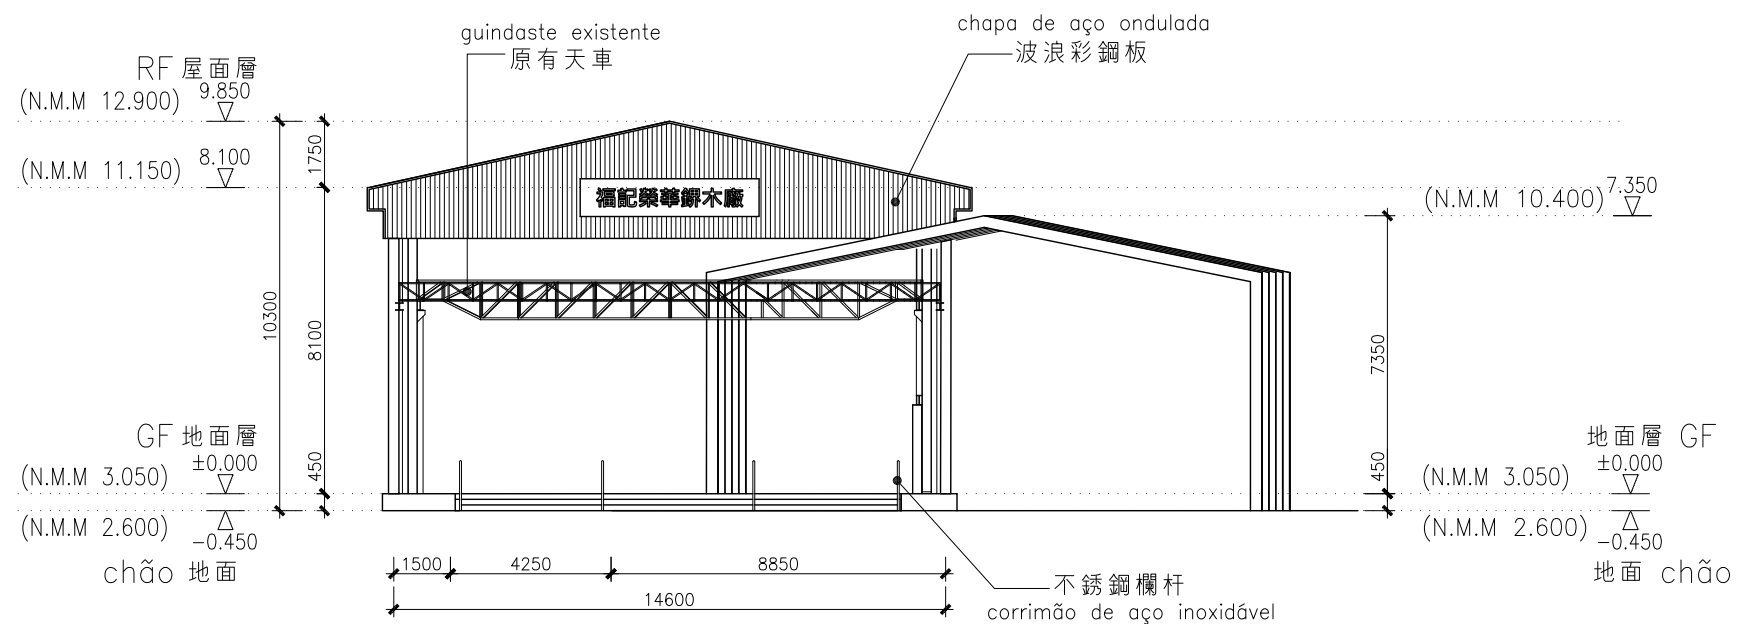 guindaste existente
原有天車
chapa de aço ondulada
波浪彩鋼板
RF 屋面層
(N.M.M 12.900) 9.850
(N.M.M 11.150) 8.100
1750
福記榮華鎅木廠
(N.M.M 10.400) 7.350
10300
8100
7350
GF 地面層
(N.M.M 3.050) ±0.000
450
(N.M.M 2.600) -0.450
chão 地面
地面層 GF
(N.M.M 3.050) ±0.000
450
(N.M.M 2.600) -0.450
地面 chão
1500 4250 8850
14600
不銹鋼欄杆
corrimão de aço inoxidável